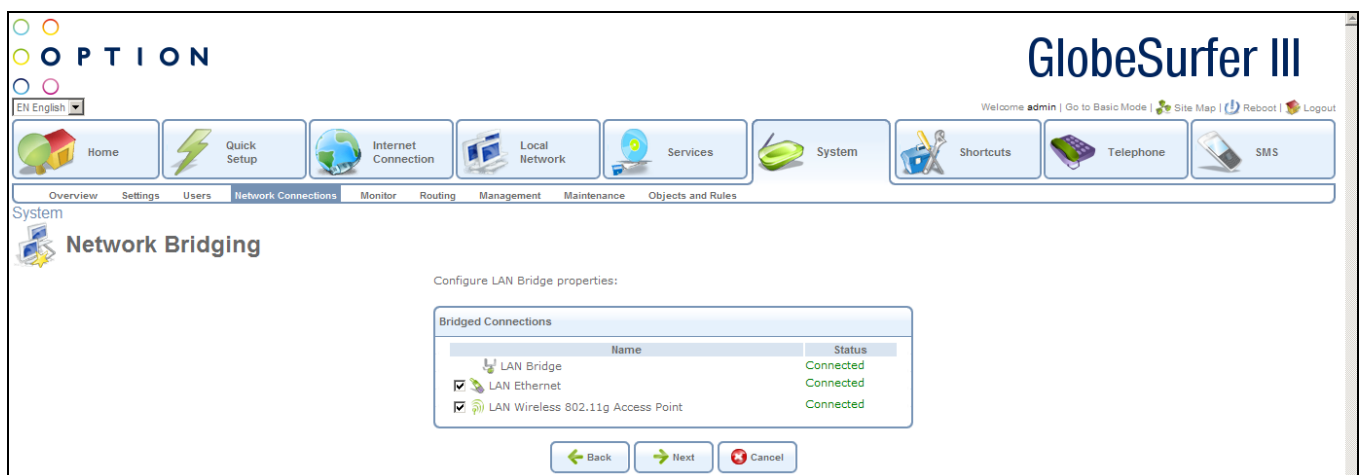 OPTION
GlobeSurfer III
EN English
Welcome admin | Go to Basic Mode | Site Map | Reboot | Logout
Home
Quick
Setup
Internet
Connection
Local
Network
Services
System
Shortcuts
Telephone
SMS
Overview Settings Users Network Connections Monitor Routing Management Maintenance Objects and Rules
System
Network Bridging
Configure LAN Bridge properties:
Bridged Connections
Name Status
LAN Bridge Connected
LAN Ethernet Connected
LAN Wireless 802.11g Access Point Connected
Back Next Cancel